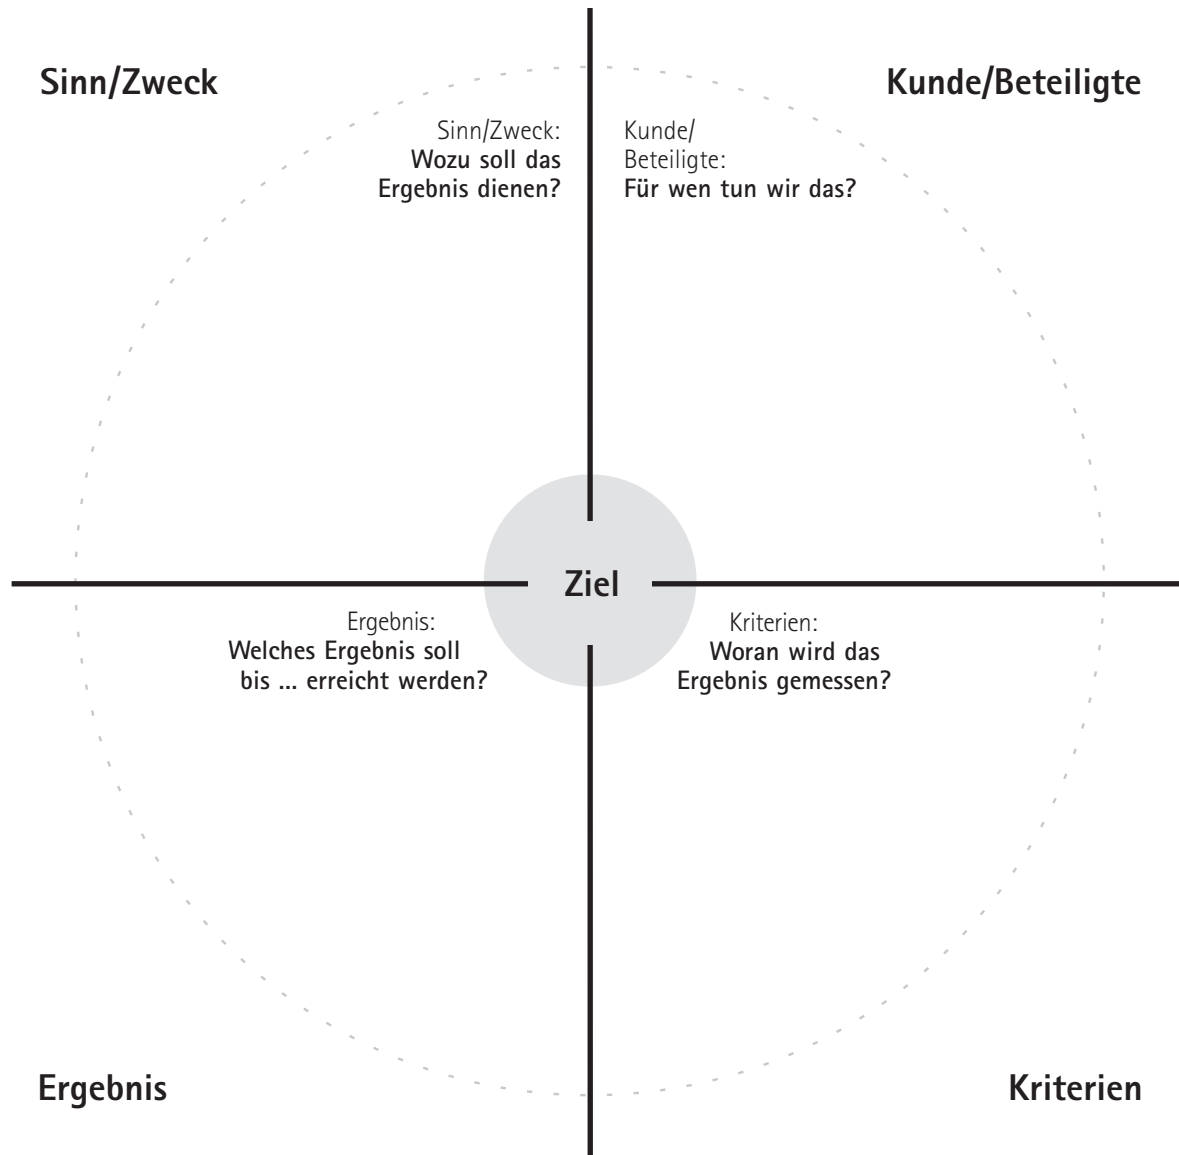 Sinn/Zweck
Kunde/Beteiligte
Sinn/Zweck:
Wozu soll das
Ergebnis dienen?
Kunde/
Beteiligte:
Für wen tun wir das?
Ziel
Ergebnis:
Welches Ergebnis soll
bis ... erreicht werden?
Kriterien:
Woran wird das
Ergebnis gemessen?
Ergebnis
Kriterien